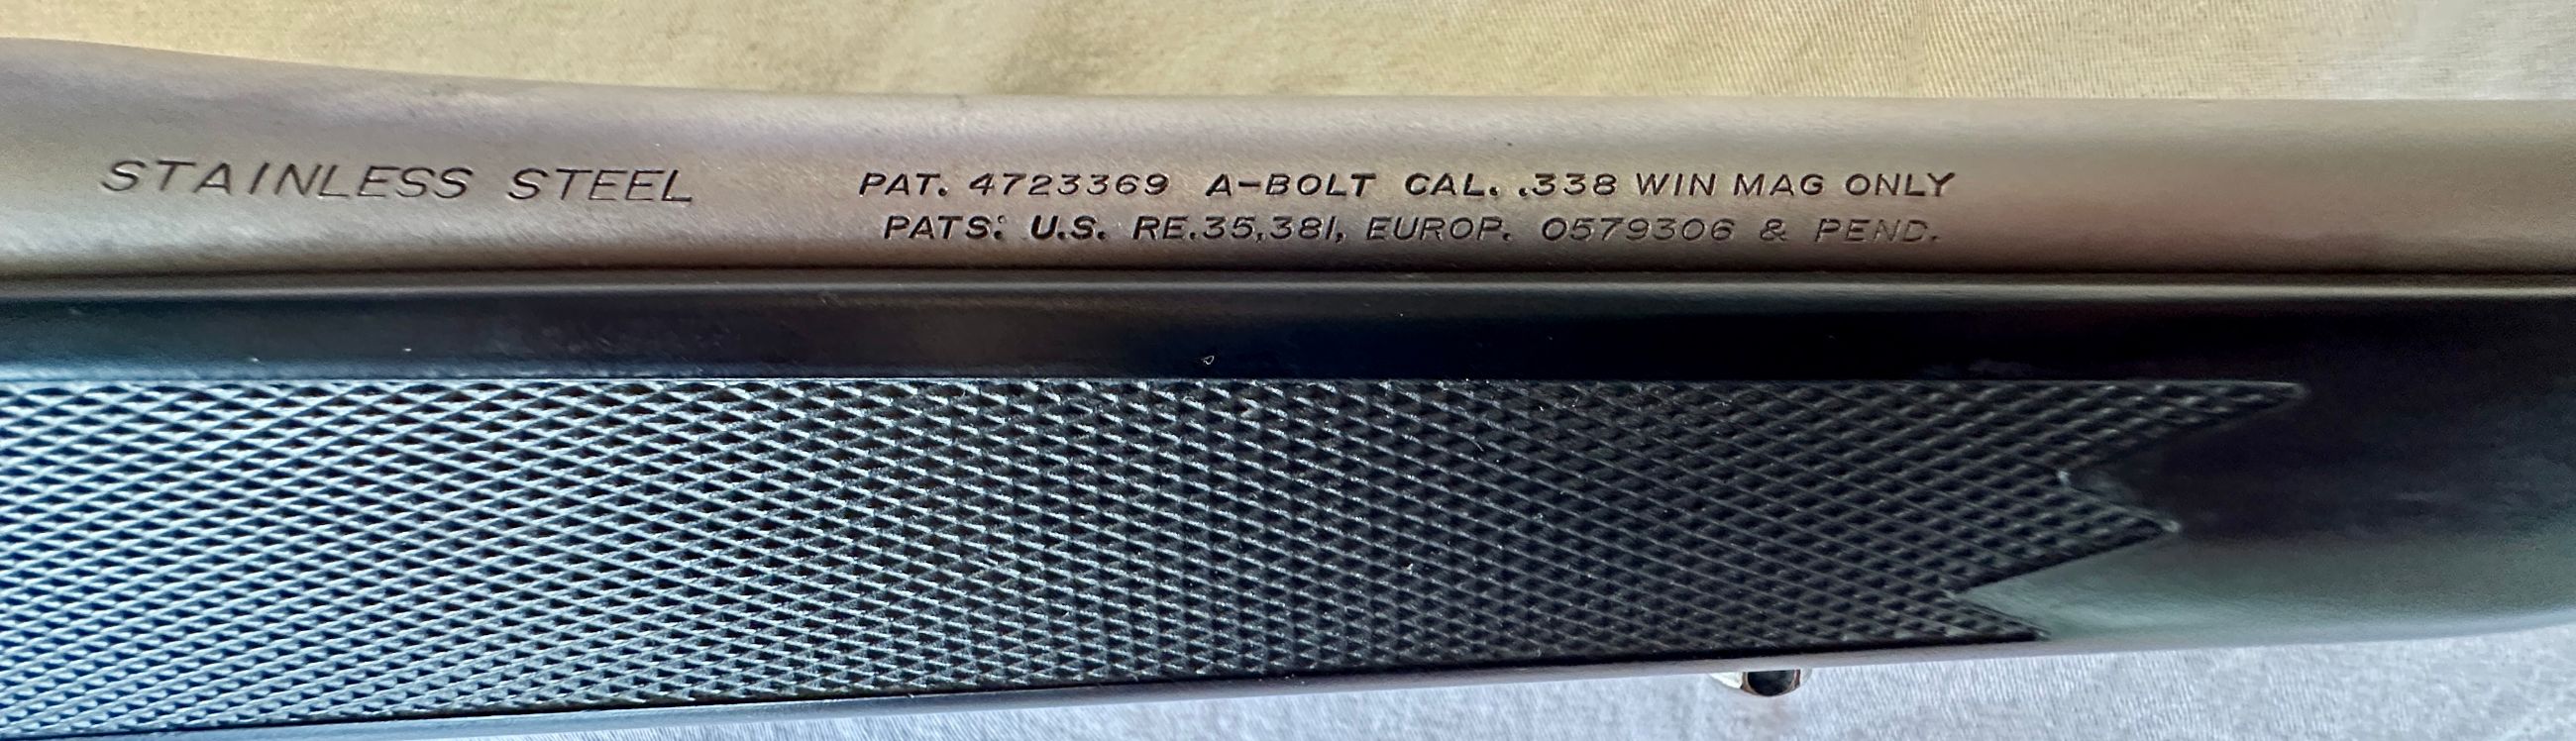 STAINLESS STEEL
PAT. 4723369 A-BOLT CAL. .338 WIN MAG ONLY
PATS: U.S. RE.35,381, EUROP. 0579306 & PEND.